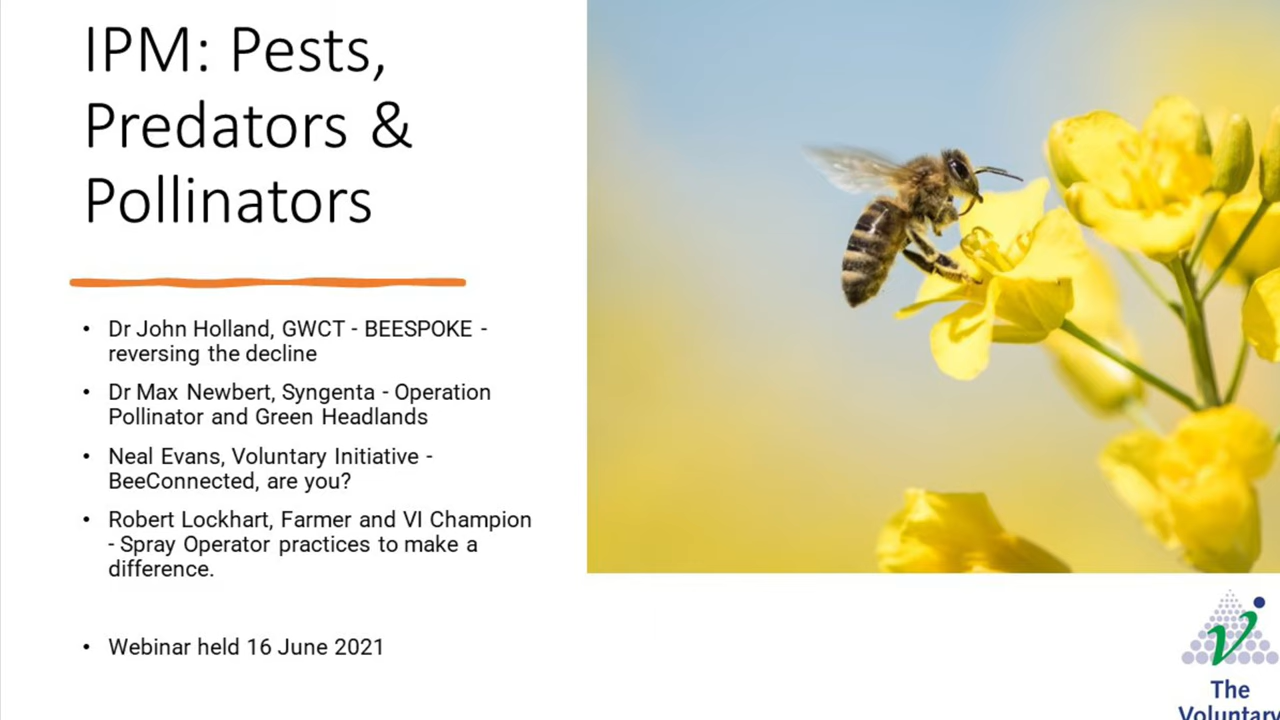 IPM: Pests,
Predators &
Pollinators
• Dr John Holland, GWCT - BEESPOKE -
reversing the decline
• Dr Max Newbert, Syngenta - Operation
Pollinator and Green Headlands
• Neal Evans, Voluntary Initiative -
BeeConnected, are you?
• Robert Lockhart, Farmer and VI Champion
- Spray Operator practices to make a
difference.
• Webinar held 16 June 2021
vi
The
Voluntary